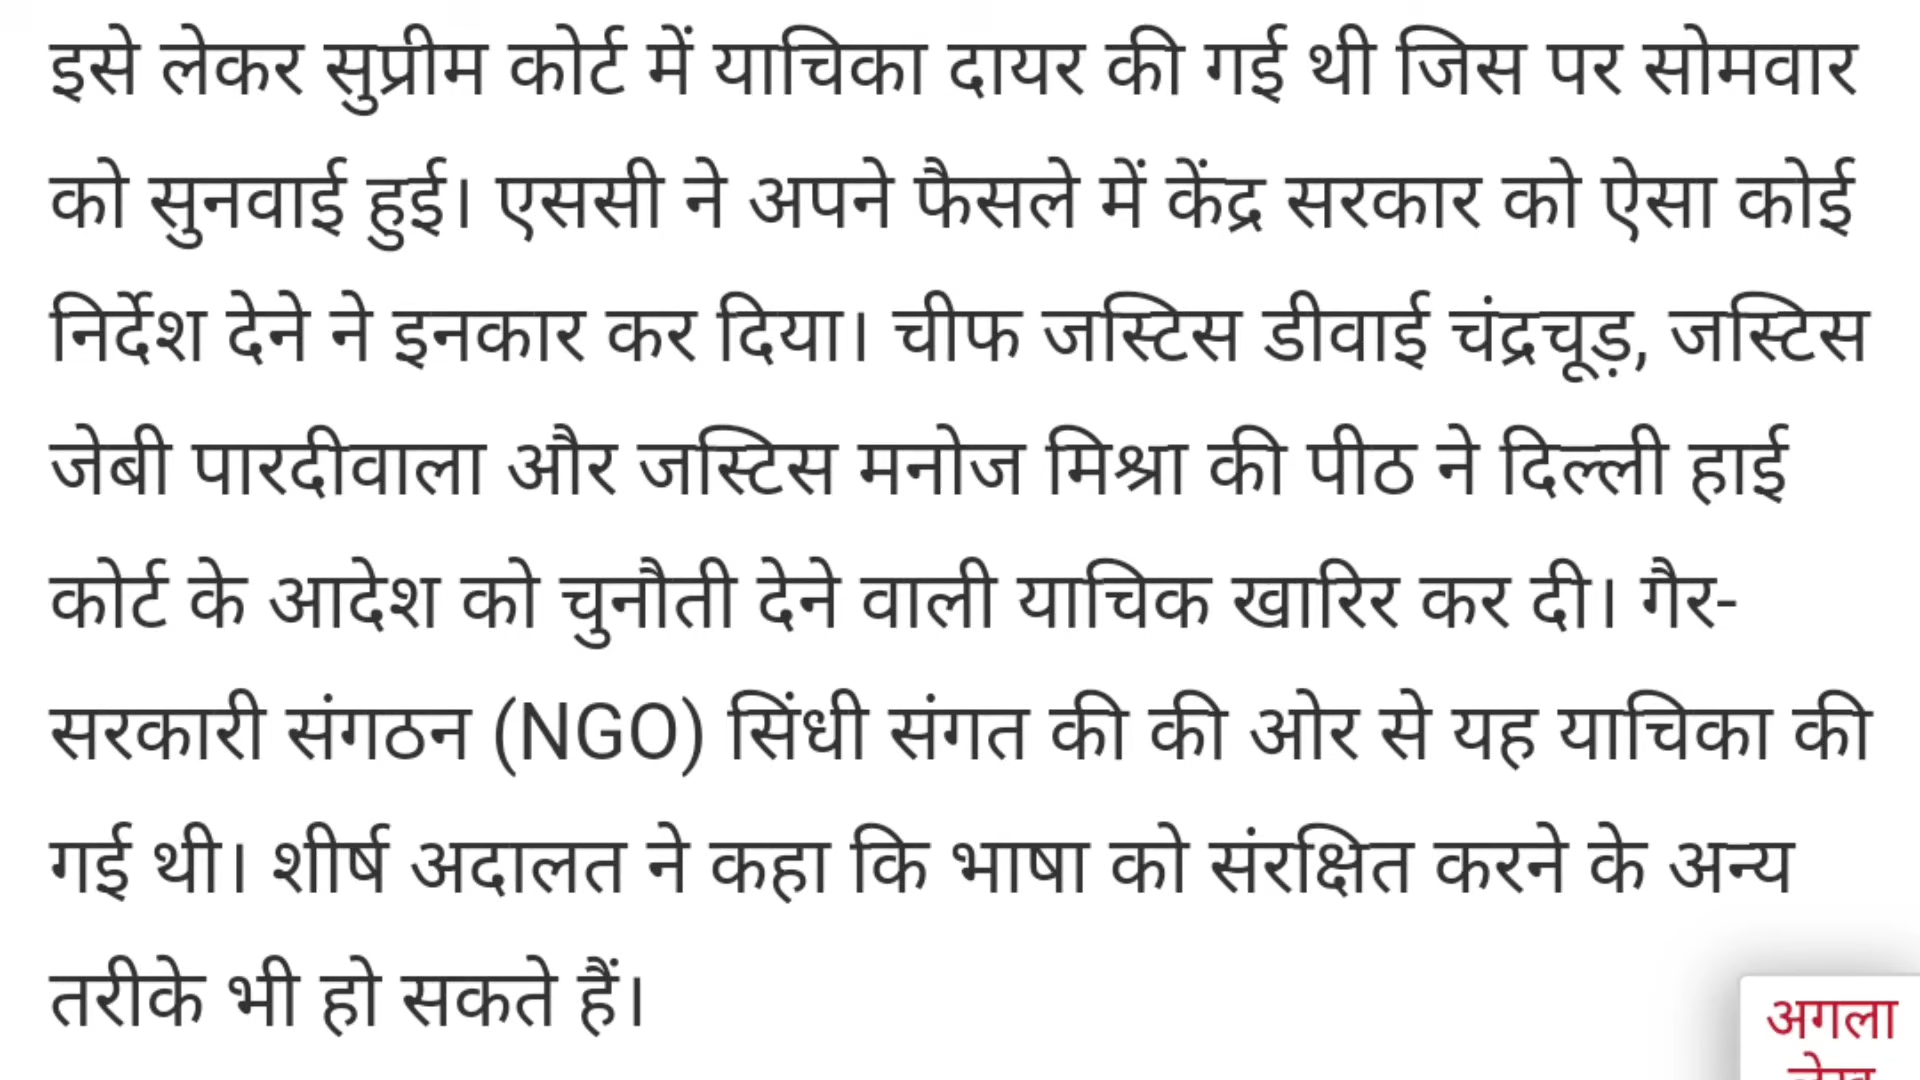 इसे लेकर सुप्रीम कोर्ट में याचिका दायर की गई थी जिस पर सोमवार
को सुनवाई हुई। एससी ने अपने फैसले में केंद्र सरकार को ऐसा कोई
निर्देश देने ने इनकार कर दिया। चीफ जस्टिस डीवाई चंद्रचूड़, जस्टिस
जेबी पारदीवाला और जस्टिस मनोज मिश्रा की पीठ ने दिल्ली हाई
कोर्ट के आदेश को चुनौती देने वाली याचिक खारिर कर दी। गैर-
सरकारी संगठन (NGO) सिंधी संगत की की ओर से यह याचिका की
गई थी। शीर्ष अदालत ने कहा कि भाषा को संरक्षित करने के अन्य
तरीके भी हो सकते हैं।
अगला